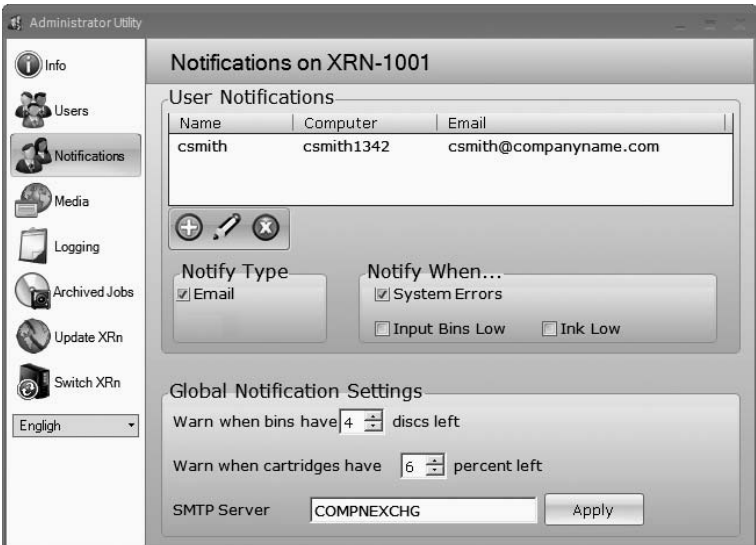 Administrator Utility
Info
Users
Notifications
Media
Logging
Archived Jobs
Update XRn
Switch XRn
Engligh
Notifications on XRN-1001
User Notifications
Name Computer Email
csmith csmith1342 csmith@companyname.com
Notify Type
Email
Notify When...
System Errors
Input Bins Low Ink Low
Global Notification Settings
Warn when bins have 4 discs left
Warn when cartridges have 6 percent left
SMTP Server COMPNEXCHG Apply